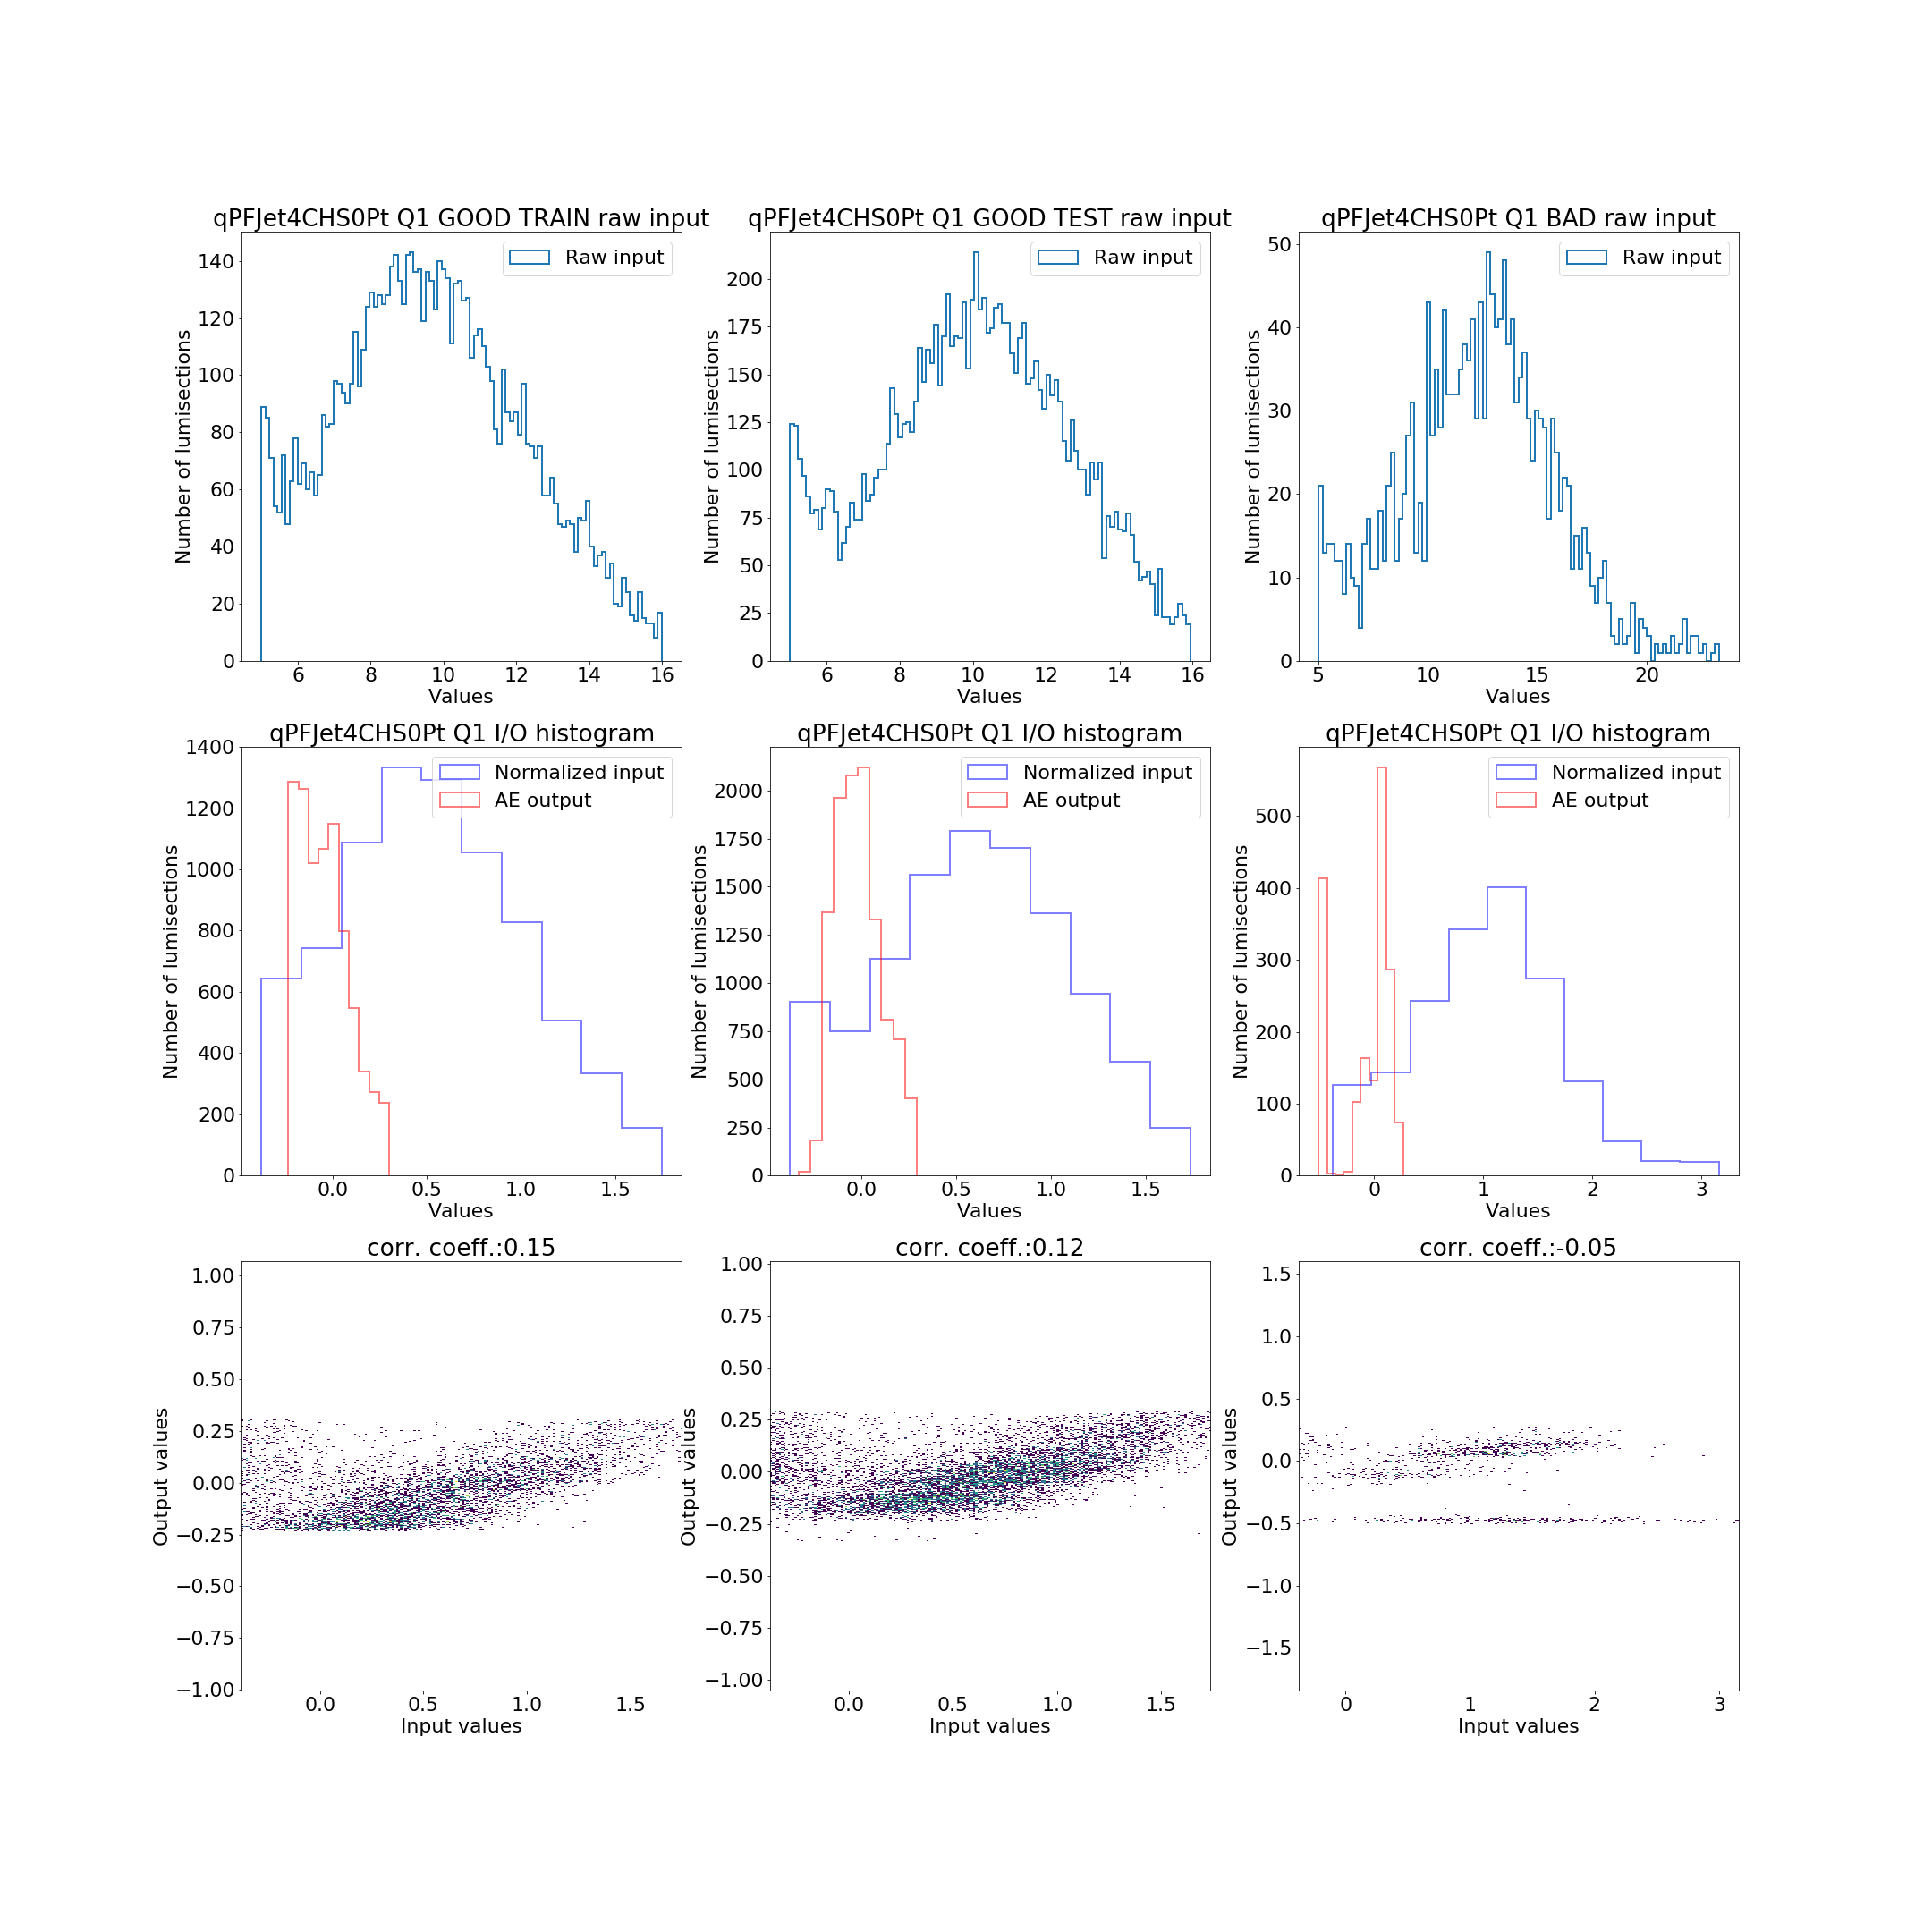 qPFJet4CHS0Pt Q1 GOOD TRAIN raw input
Number of lumisections
140
120
100
80
60
40
20
0
Raw input
6 8 10 12 14 16
Values
qPFJet4CHS0Pt Q1 GOOD TEST raw input
Number of lumisections
200
175
150
125
100
75
50
25
0
Raw input
6 8 10 12 14 16
Values
qPFJet4CHS0Pt Q1 BAD raw input
Number of lumisections
50
40
30
20
10
0
Raw input
5 10 15 20
Values
qPFJet4CHS0Pt Q1 I/O histogram
Number of lumisections
1400
1200
1000
800
600
400
200
0
Normalized input
AE output
0.0 0.5 1.0 1.5
Values
qPFJet4CHS0Pt Q1 I/O histogram
Number of lumisections
2000
1750
1500
1250
1000
750
500
250
0
Normalized input
AE output
0.0 0.5 1.0 1.5
Values
qPFJet4CHS0Pt Q1 I/O histogram
Number of lumisections
500
400
300
200
100
0
Normalized input
AE output
0 1 2 3
Values
corr. coeff.:0.15
Output values
1.00
0.75
0.50
0.25
0.00
−0.25
−0.50
−0.75
−1.00
0.0 0.5 1.0 1.5
Input values
corr. coeff.:0.12
Output values
1.00
0.75
0.50
0.25
0.00
−0.25
−0.50
−0.75
−1.00
0.0 0.5 1.0 1.5
Input values
corr. coeff.:-0.05
Output values
1.5
1.0
0.5
0.0
−0.5
−1.0
−1.5
0 1 2 3
Input values